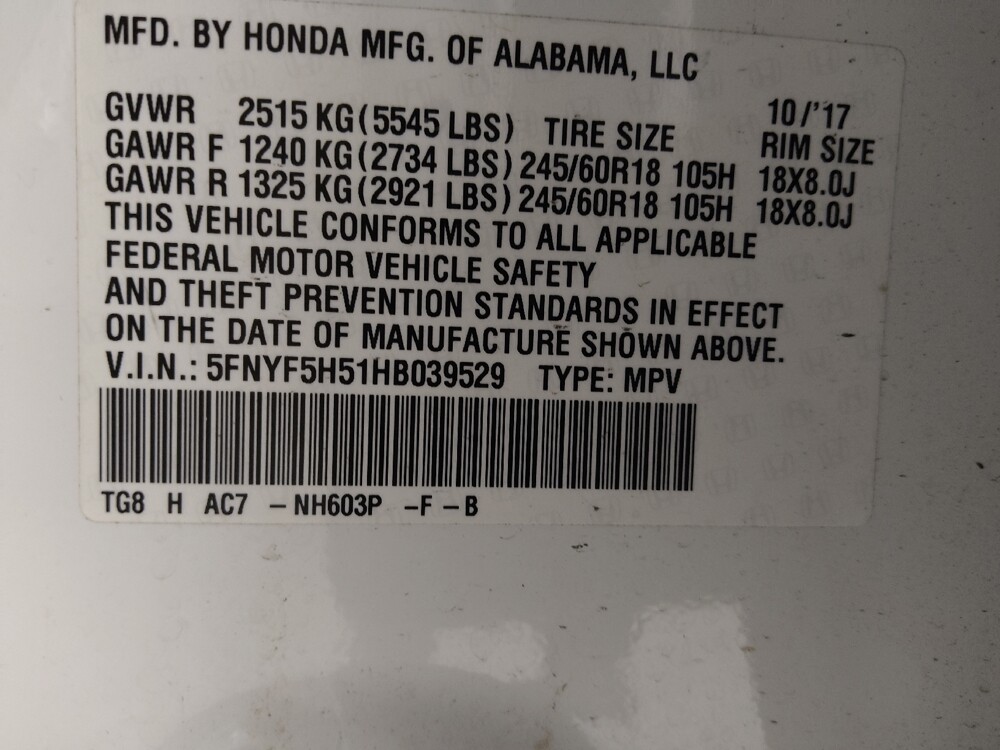 MFD. BY HONDA MFG. OF ALABAMA, LLC
10/'17
GVWR 2515 KG (5545 LBS) TIRE SIZE RIM SIZE
GAWR F 1240 KG (2734 LBS) 245/60R18 105H 18X8.0J
GAWR R 1325 KG (2921 LBS) 245/60R18 105H 18X8.0J
THIS VEHICLE CONFORMS TO ALL APPLICABLE
FEDERAL MOTOR VEHICLE SAFETY
AND THEFT PREVENTION STANDARDS IN EFFECT
ON THE DATE OF MANUFACTURE SHOWN ABOVE.
V.I.N.: 5FNYF5H51HB039529 TYPE: MPV
TG8 H AC7 – NH603P – F – B